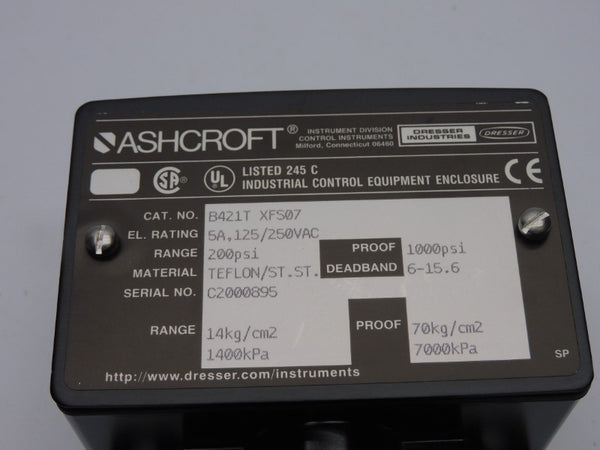 ASHCROFT® INSTRUMENT DIVISION
CONTROL INSTRUMENTS
Milford, Connecticut 06460
DRESSER INDUSTRIES
DRESSER
SA ®
UL ® LISTED 245 C
INDUSTRIAL CONTROL EQUIPMENT ENCLOSURE CE
CAT. NO. B421T XFS07
EL. RATING 5A,125/250VAC
RANGE 200psi PROOF 1000psi
MATERIAL TEFLON/ST.ST. DEADBAND 6-15.6
SERIAL NO. C2000895
RANGE 14kg/cm2 PROOF 70kg/cm2
1400kPa 7000kPa
SP
http://www.dresser.com/instruments